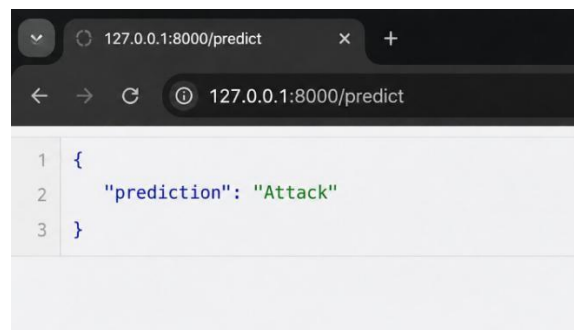 127.0.0.1:8000/predict
127.0.0.1:8000/predict
1 {
2 "prediction": "Attack"
3 }